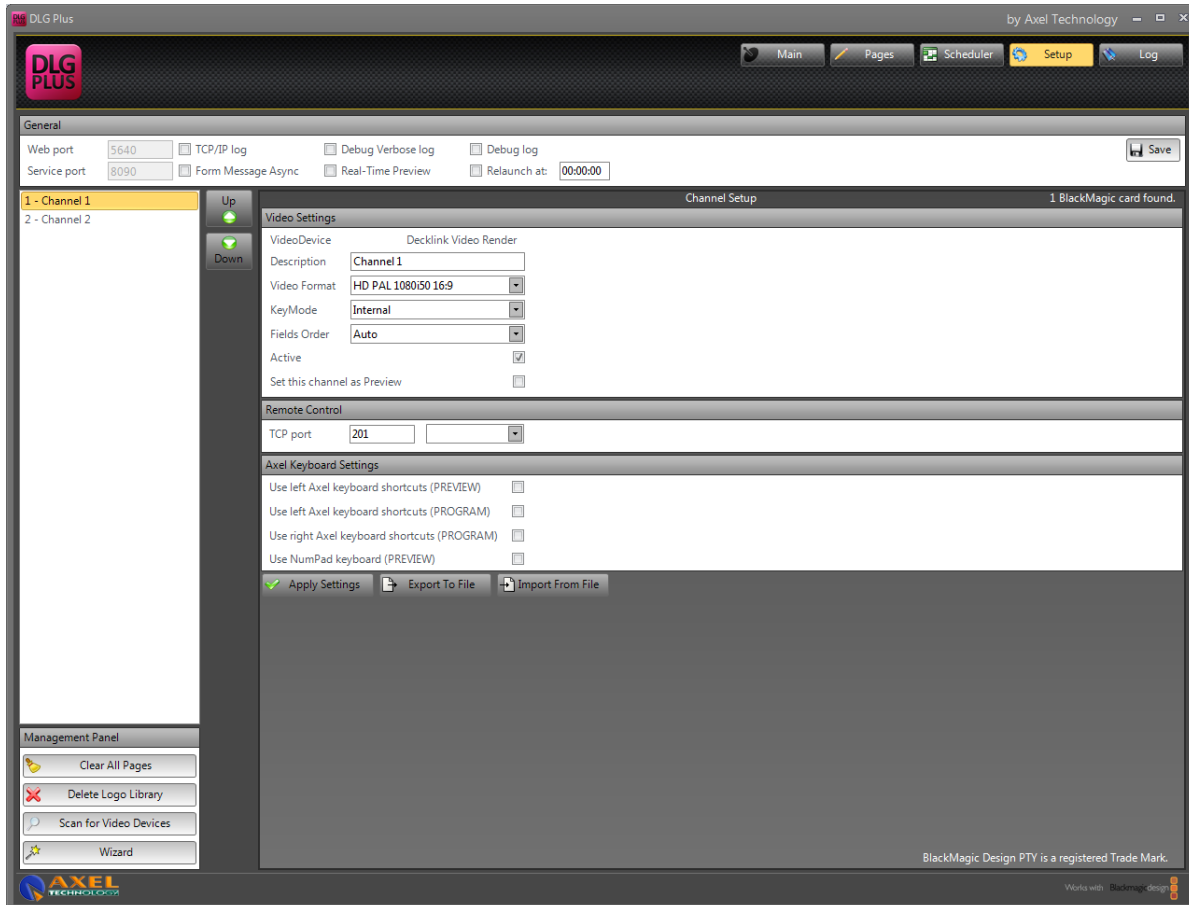 DLG Plus by Axel Technology
DLG PLUS
Main Pages Scheduler Setup Log
General
Web port 5640 TCP/IP log Debug Verbose log Debug log Save
Service port 8090 Form Message Async Real-Time Preview Relaunch at: 00:00:00
1 - Channel 1
2 - Channel 2
Up
Down
Channel Setup 1 BlackMagic card found.
Video Settings
VideoDevice Decklink Video Render
Description Channel 1
Video Format HD PAL 1080i50 16:9
KeyMode Internal
Fields Order Auto
Active
Set this channel as Preview
Remote Control
TCP port 201
Axel Keyboard Settings
Use left Axel keyboard shortcuts (PREVIEW)
Use left Axel keyboard shortcuts (PROGRAM)
Use right Axel keyboard shortcuts (PROGRAM)
Use NumPad keyboard (PREVIEW)
Apply Settings Export To File Import From File
Management Panel
Clear All Pages
Delete Logo Library
Scan for Video Devices
Wizard
BlackMagic Design PTY is a registered Trade Mark.
AXEL TECHNOLOGY
Works with Blackmagicdesign